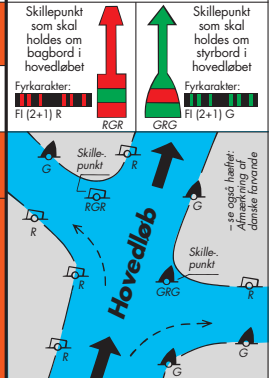 Skillepunkt
som skal
holdes om
bagbord i
hovedløbet
Fyrkarakter:
Fl (2+1) R
RGR
Skillepunkt
som skal
holdes om
styrbord i
hovedløbet
Fyrkarakter:
Fl (2+1) G
GRG
G
R
Skille-.
punkt
RGR
R
G
– se også hæftet:
Afmærkning af
danske farvande
Hovedløb
Skille-.
punkt
GRG
R
R
G
R
G